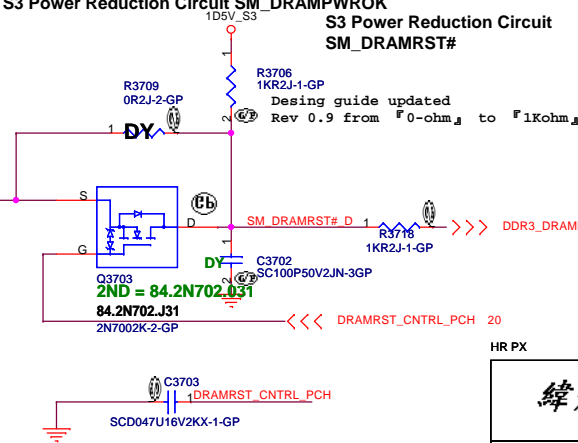 S3 Power Reduction Circuit SM_DRAMPWROK
1D5V_S3
S3 Power Reduction Circuit
SM_DRAMRST#
1
R3706
1KR2J-1-GP
2
R3709
0R2J-2-GP
Desing guide updated
Rev 0.9 from 『0-ohm』 to 『1Kohm』
1
DY
S
D
G
SM_DRAMRST#_D
1
R3718
1KR2J-1-GP
DDR3_DRAM
1
DY
C3702
SC100P50V2JN-3GP
2
Q3703
2ND = 84.2N702.031
84.2N702.J31
2N7002K-2-GP
DRAMRST_CNTRL_PCH 20
HR PX
C3703
1
DRAMRST_CNTRL_PCH
SCD047U16V2KX-1-GP
緯